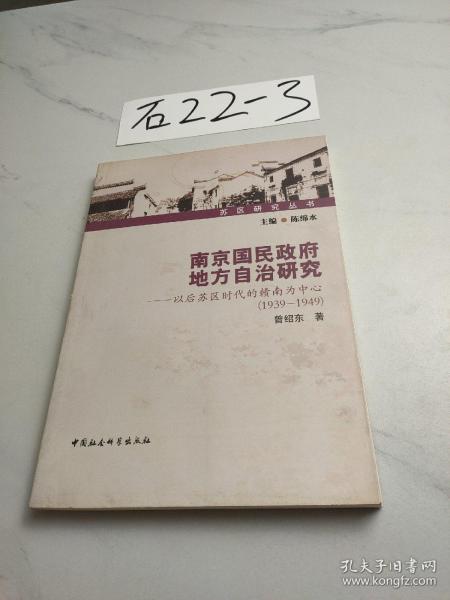 石22-3
苏区研究丛书
主编●陈绵水
南京国民政府
地方自治研究
——以后苏区时代的赣南为中心
(1939-1949)
曾绍东 著
中国社会科学出版社
孔夫子旧书网
www.kongfz.com